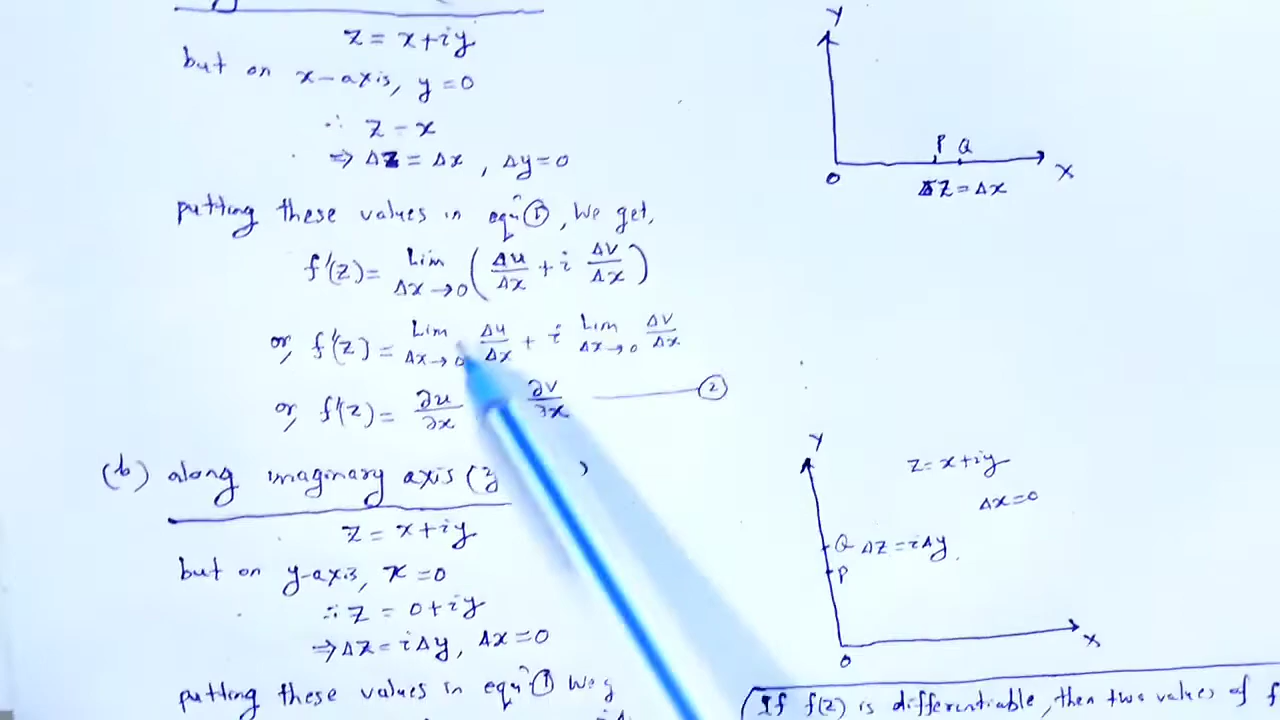 z = x+iy
but on x-axis, y=0
∴ z - x
⇒ Δz = Δx , Δy=0
putting these values in eqⁿ ①, We get,
f'(z)= Lim Δx→0 ( Δu/Δx + i Δv/Δx )
or, f'(z)= Lim Δx→0 Δu/Δx + i Lim Δx→0 Δv/Δx
or, f'(z)= ∂u/∂x ∂v/∂x ——— ②
(b) along imaginary axis (y )
z = x+iy
but on y-axis, x=0
∴ z = 0+iy
⇒ Δz = iΔy, Δx=0
putting these values in eqⁿ ① We g
Y
P Q
O
X
Δz = Δx
Y
z = x+iy
Δx=0
Q Δz = iΔy
P
O
X
If f(z) is differentiable, then two values of f